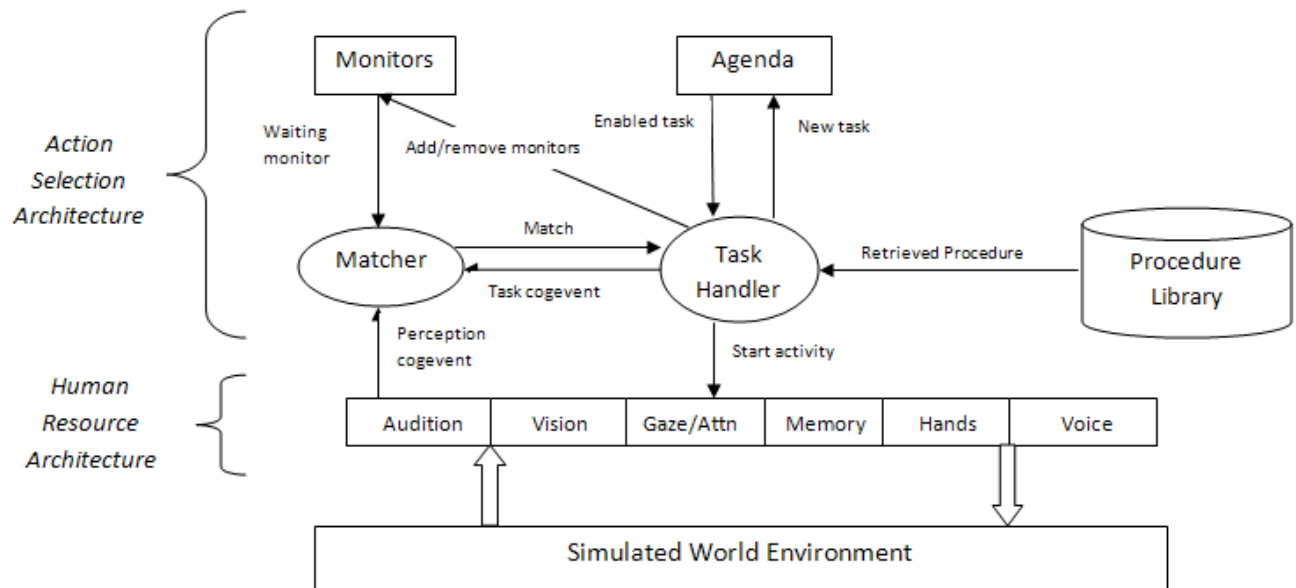 Monitors
Agenda
Action
Selection
Architecture
Waiting
monitor
Add/remove monitors
Enabled task
New task
Matcher
Match
Task cogevent
Task
Handler
Retrieved Procedure
Procedure
Library
Perception
cogevent
Start activity
Human
Resource
Architecture
Audition
Vision
Gaze/Attn
Memory
Hands
Voice
Simulated World Environment